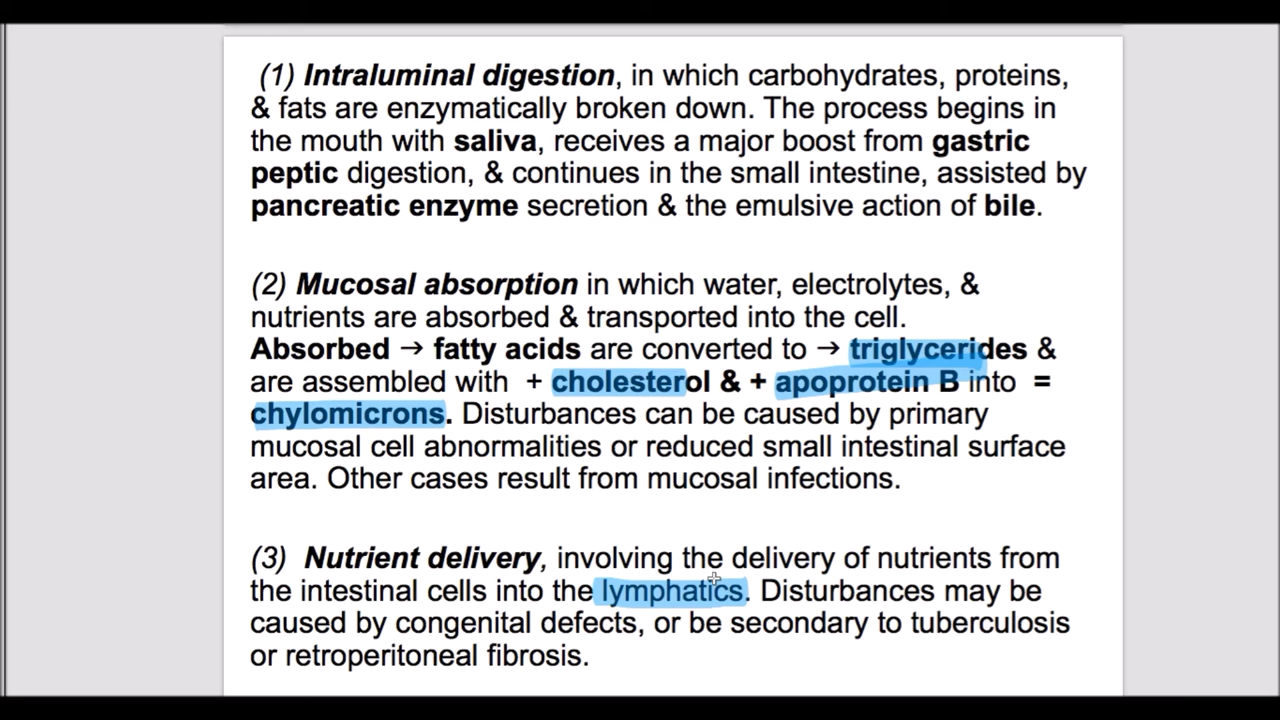 (1) Intraluminal digestion, in which carbohydrates, proteins,
& fats are enzymatically broken down. The process begins in
the mouth with saliva, receives a major boost from gastric
peptic digestion, & continues in the small intestine, assisted by
pancreatic enzyme secretion & the emulsive action of bile.
(2) Mucosal absorption in which water, electrolytes, &
nutrients are absorbed & transported into the cell.
Absorbed → fatty acids are converted to → triglycerides &
are assembled with + cholesterol & + apoprotein B into =
chylomicrons. Disturbances can be caused by primary
mucosal cell abnormalities or reduced small intestinal surface
area. Other cases result from mucosal infections.
(3) Nutrient delivery, involving the delivery of nutrients from
the intestinal cells into the lymphatics. Disturbances may be
caused by congenital defects, or be secondary to tuberculosis
or retroperitoneal fibrosis.